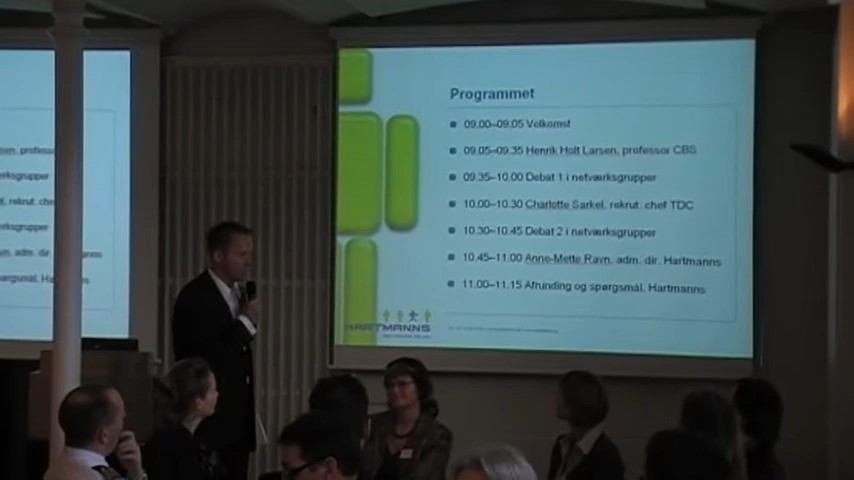 Programmet
09.00–09.05 Velkomst
09.05–09.35 Henrik Holt Larsen, professor CBS
09.35–10.00 Debat 1 i netværksgrupper
10.00–10.30 Charlotte Sarkel, rekrut. chef TDC
10.30–10.45 Debat 2 i netværksgrupper
10.45–11.00 Anne-Mette Ravn, adm. dir. Hartmanns
11.00–11.15 Afrunding og spørgsmål, Hartmanns
HARTMANNS